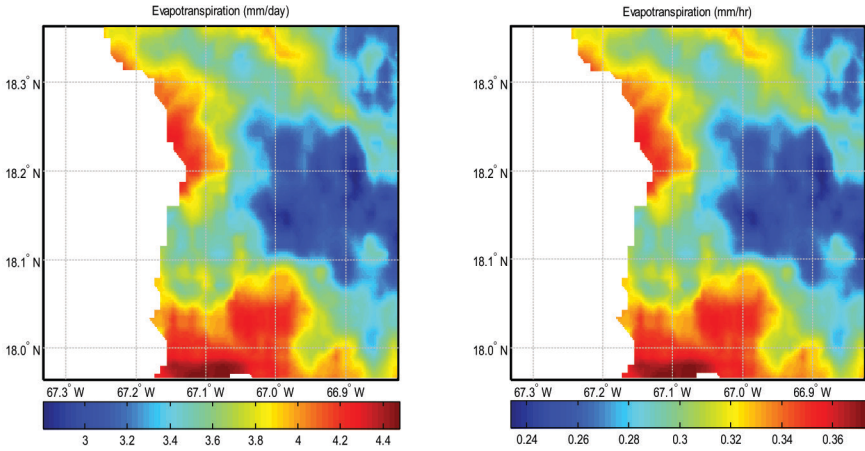 Evapotranspiration (mm/day)
18.3° N
18.2° N
18.1° N
18.0° N
67.3° W 67.2° W 67.1° W 67.0° W 66.9° W
3 3.2 3.4 3.6 3.8 4 4.2 4.4
Evapotranspiration (mm/hr)
18.3° N
18.2° N
18.1° N
18.0° N
67.3° W 67.2° W 67.1° W 67.0° W 66.9° W
0.24 0.26 0.28 0.3 0.32 0.34 0.36